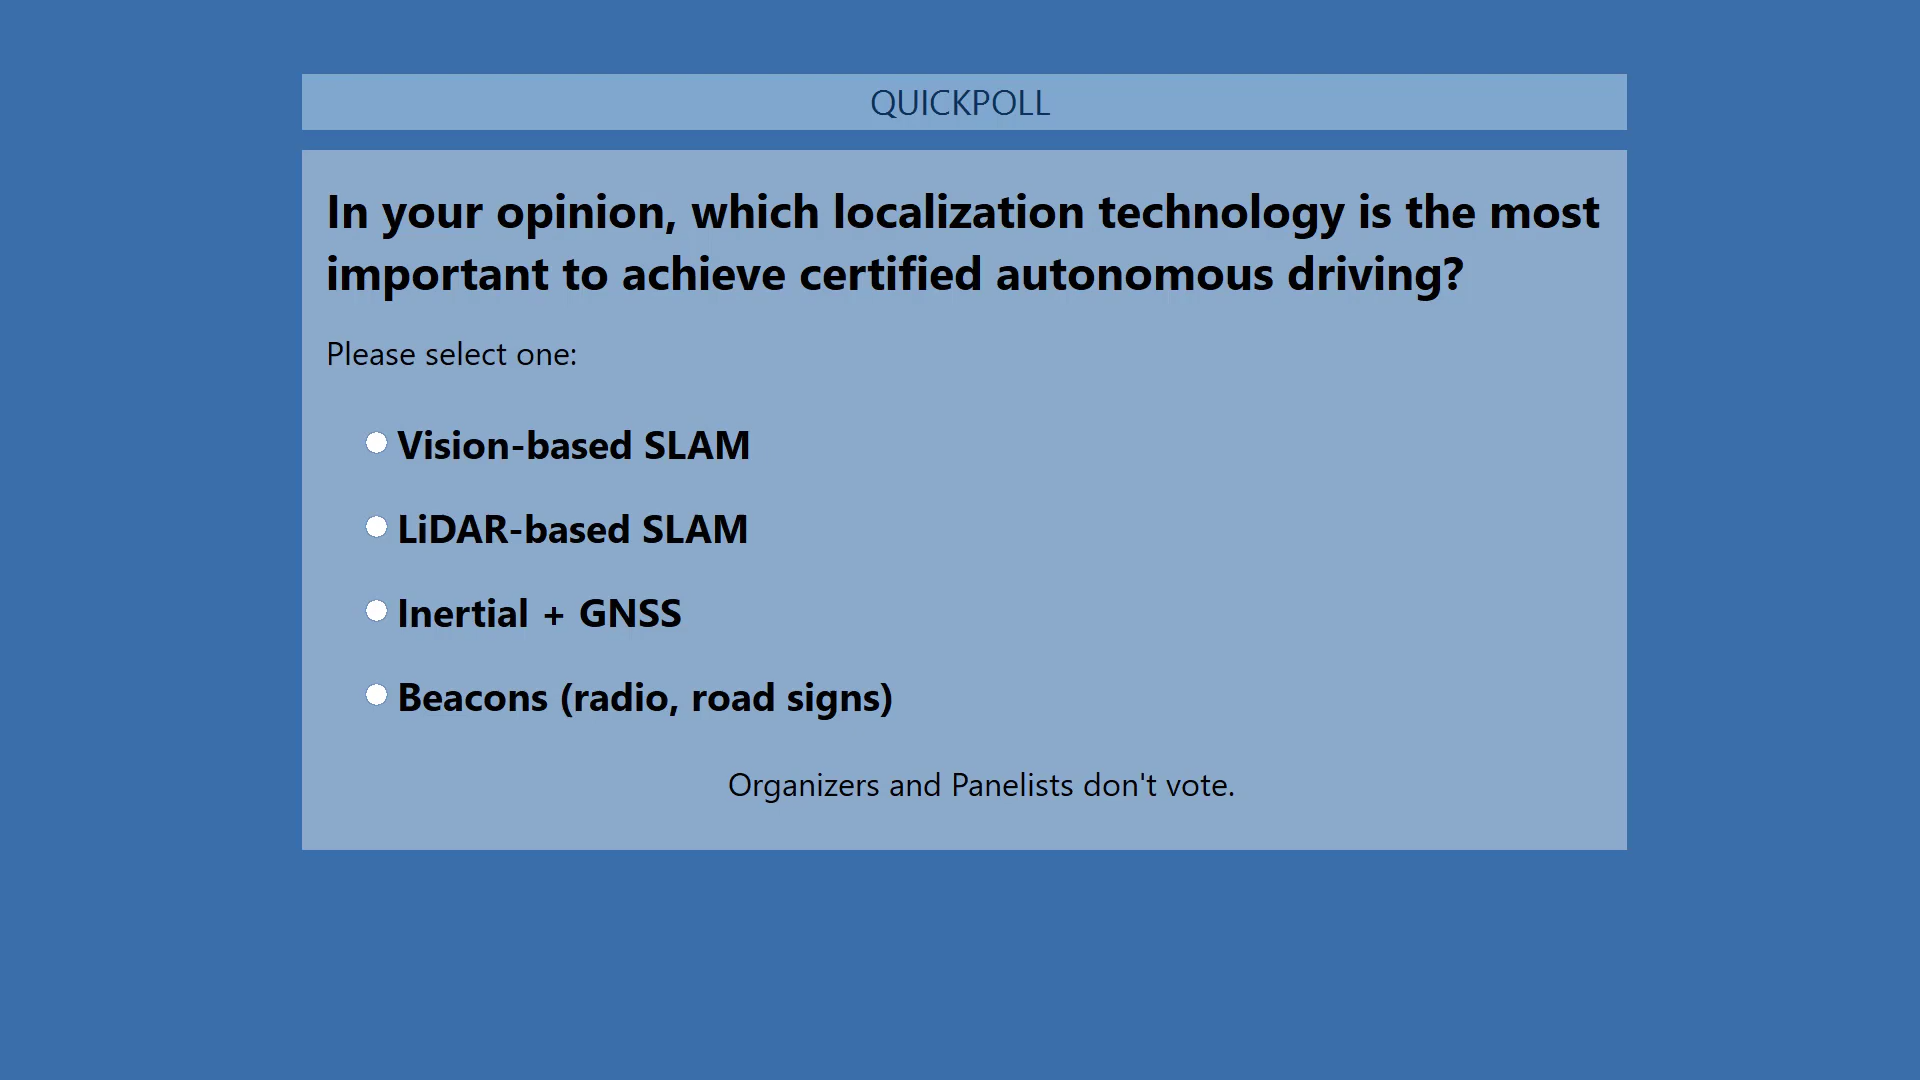 QUICKPOLL
In your opinion, which localization technology is the most
important to achieve certified autonomous driving?
Please select one:
Vision-based SLAM
LiDAR-based SLAM
Inertial + GNSS
Beacons (radio, road signs)
Organizers and Panelists don't vote.